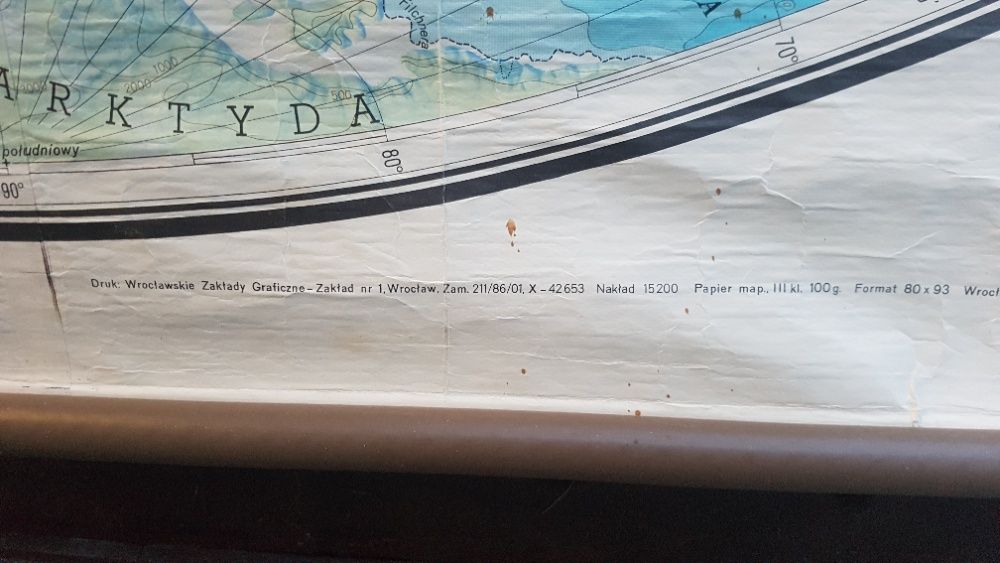 Filchnera
A
70°
1000
2000
500
A R K T Y D A
południowy
80°
90°
Druk: Wrocławskie Zakłady Graficzne – Zakład nr 1, Wrocław. Zam. 211/86/01, X - 42653 Nakład 15200 Papier map., III kl. 100g. Format 80 x 93 Wrocł